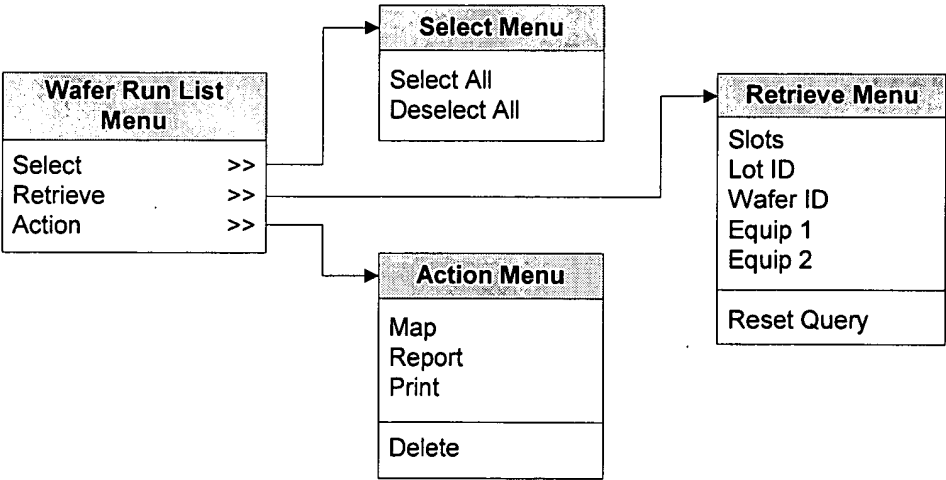 Wafer Run List
Menu
Select >>
Retrieve >>
Action >>
Select Menu
Select All
Deselect All
Retrieve Menu
Slots
Lot ID
Wafer ID
Equip 1
Equip 2
Reset Query
Action Menu
Map
Report
Print
Delete